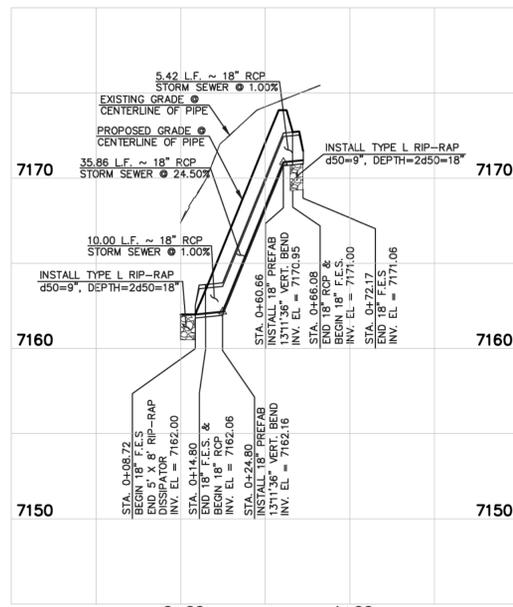 5.42 L.F. ~ 18" RCP
STORM SEWER @ 1.00%
EXISTING GRADE @
CENTERLINE OF PIPE
PROPOSED GRADE @
CENTERLINE OF PIPE
INSTALL TYPE L RIP-RAP
d50=9", DEPTH=2d50=18"
7170
35.86 L.F. ~ 18" RCP
STORM SEWER @ 24.50%
7170
10.00 L.F. ~ 18" RCP
STORM SEWER @ 1.00%
INSTALL TYPE L RIP-RAP
d50=9", DEPTH=2d50=18"
STA. 0+60.66
INSTALL 18" PREFAB
13°11'36" VERT. BEND
INV. EL = 7170.95
STA. 0+66.08
END 18" RCP &
BEGIN 18" F.E.S.
INV. EL = 7171.00
STA. 0+72.17
END 18" F.E.S
INV. EL = 7171.06
7160
7160
STA. 0+08.72
BEGIN 18" F.E.S
END 5' X 8' RIP-RAP
DISSIPATOR
INV. EL = 7162.00
STA. 0+14.80
END 18" F.E.S. &
BEGIN 18" RCP
INV. EL = 7162.06
STA. 0+24.80
INSTALL 18" PREFAB
13°11'36" VERT. BEND
INV. EL = 7162.16
7150
7150